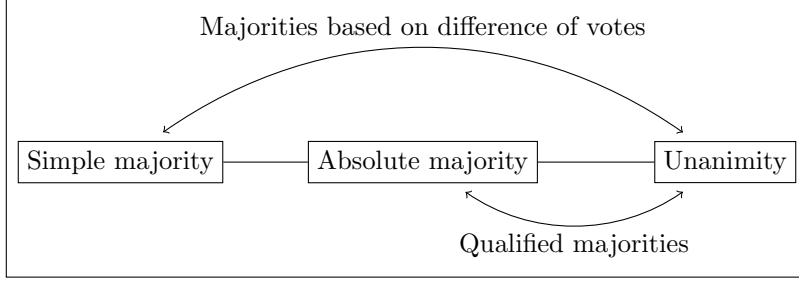 Majorities based on difference of votes
Simple majority
Absolute majority
Unanimity
Qualified majorities